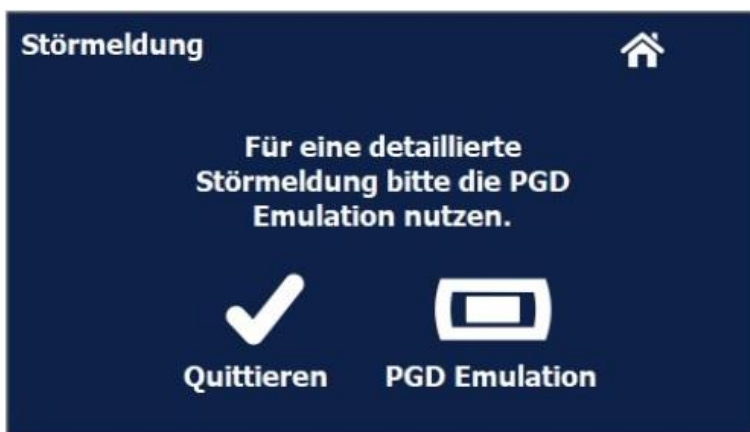 Störmeldung
Für eine detaillierte
Störmeldung bitte die PGD
Emulation nutzen.
Quittieren
PGD Emulation